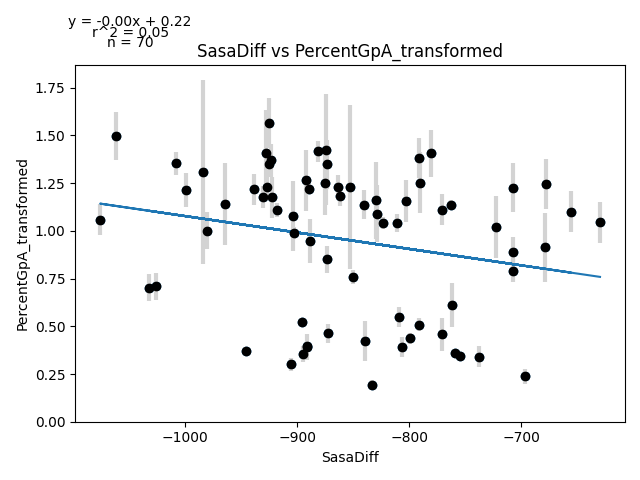 y = -0.00x + 0.22
r^2 = 0.05
n = 70
SasaDiff vs PercentGpA_transformed
PercentGpA_transformed
1.75
1.50
1.25
1.00
0.75
0.50
0.25
0.00
−1000
−900
−800
−700
SasaDiff